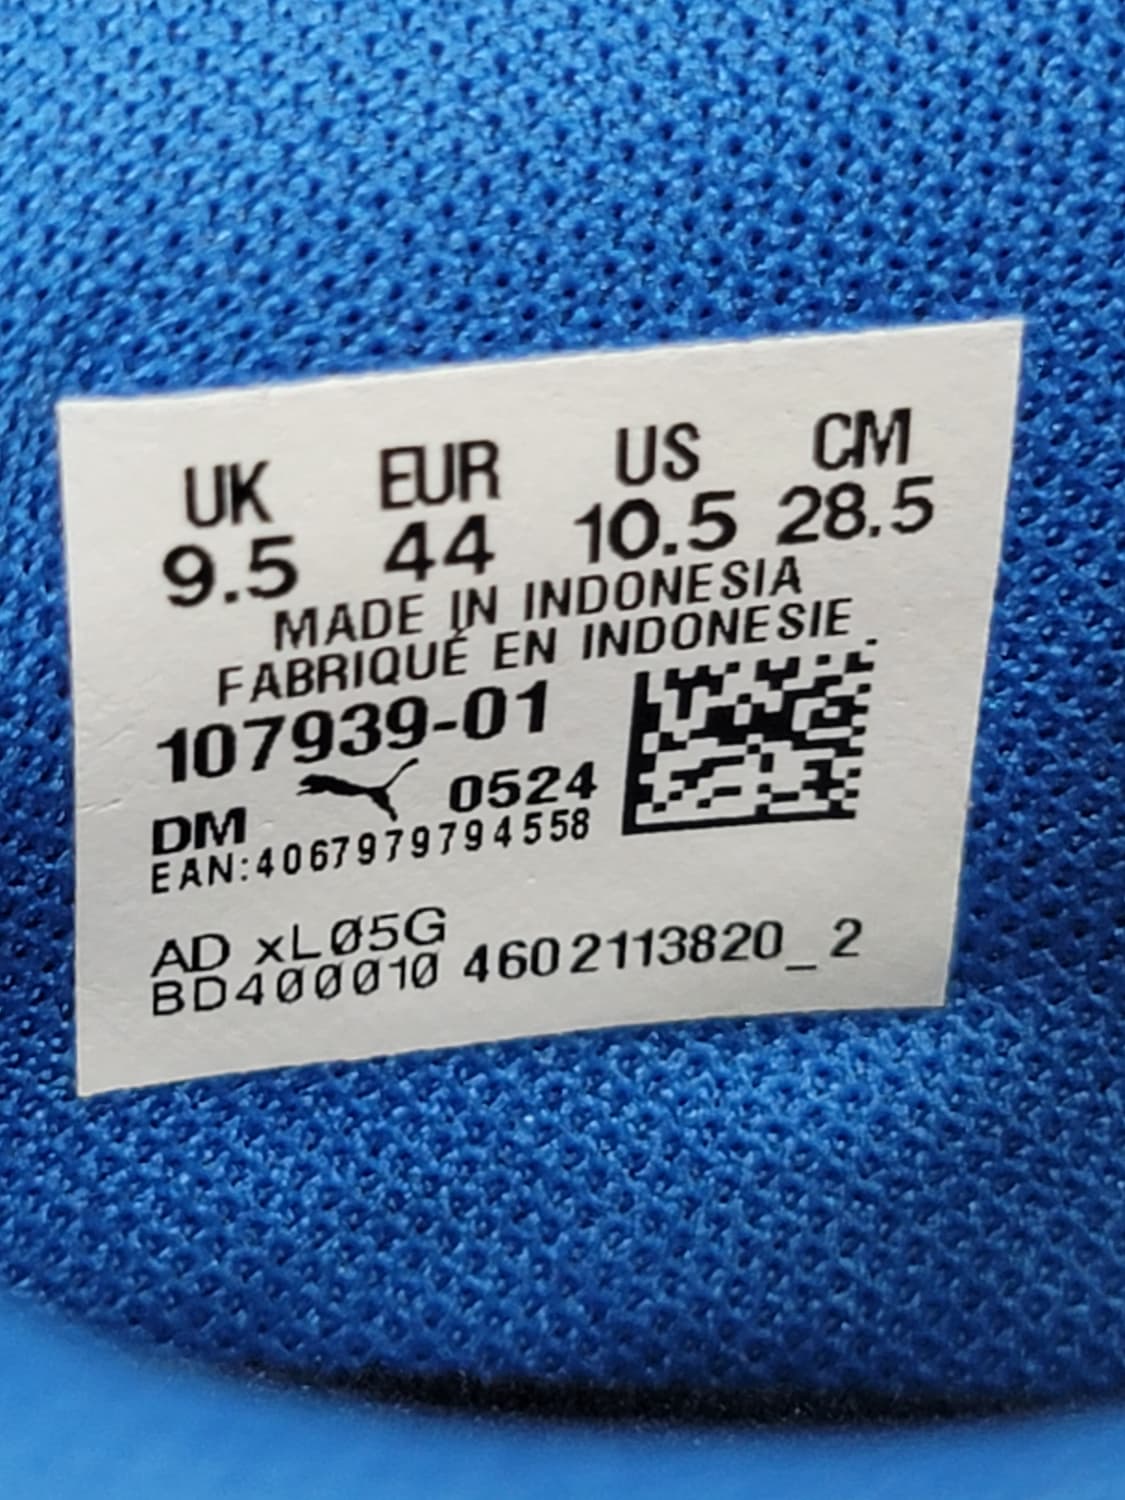 UK EUR US CM
9.5 44 10.5 28.5
MADE IN INDONESIA
FABRIQUÉ EN INDONESIE
107939-01
DM 0524
EAN:4067979794558
AD xLØ5G
BD4ØØØ1Ø 4602113820_2